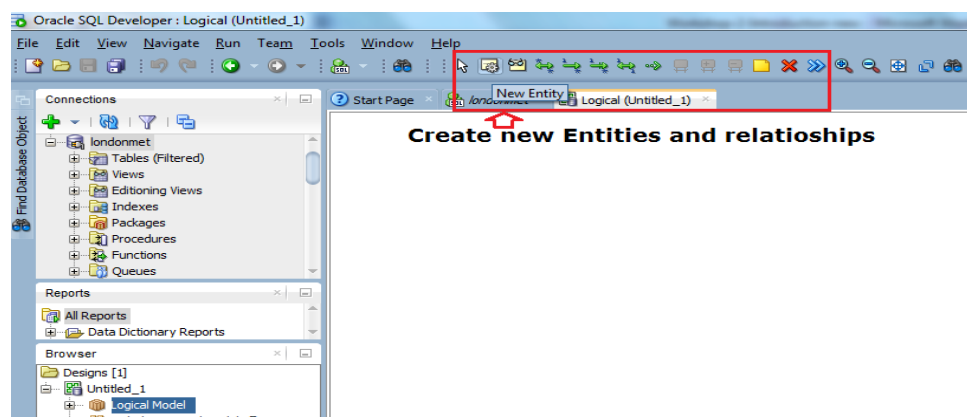 Oracle SQL Developer : Logical (Untitled_1)
File Edit View Navigate Run Team Tools Window Help
SQL
Connections
Start Page
londonmet
New Entity
Logical (Untitled_1)
Create new Entities and relatioships
Find Database Object
londonmet
Tables (Filtered)
Views
Editioning Views
Indexes
Packages
Procedures
Functions
Queues
Reports
All Reports
Data Dictionary Reports
Browser
Designs [1]
Untitled_1
Logical Model